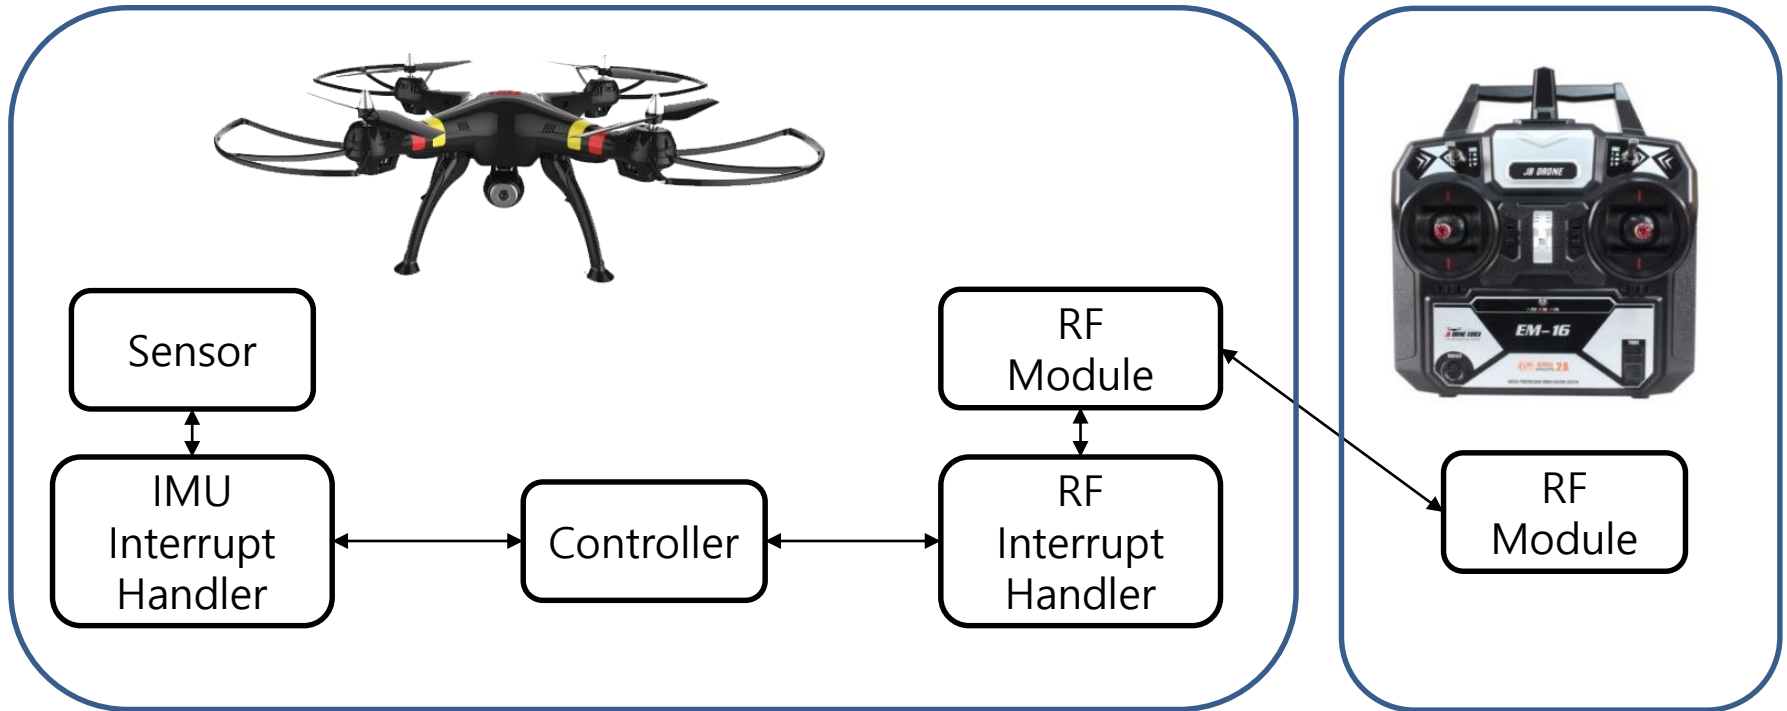 JB DRONE
EM-16
Sensor
RF
Module
IMU
Interrupt
Handler
Controller
RF
Interrupt
Handler
RF
Module